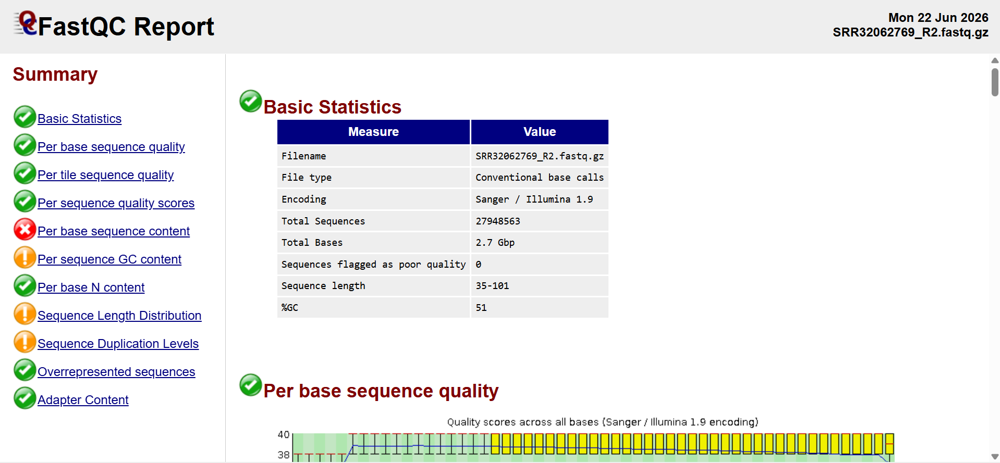 FastQC Report
Mon 22 Jun 2026
SRR32062769_R2.fastq.gz
Summary
Basic Statistics
Per base sequence quality
Per tile sequence quality
Per sequence quality scores
Per base sequence content
Per sequence GC content
Per base N content
Sequence Length Distribution
Sequence Duplication Levels
Overrepresented sequences
Adapter Content
Basic Statistics
Measure Value
Filename SRR32062769_R2.fastq.gz
File type Conventional base calls
Encoding Sanger / Illumina 1.9
Total Sequences 27948563
Total Bases 2.7 Gbp
Sequences flagged as poor quality 0
Sequence length 35-101
%GC 51
Per base sequence quality
Quality scores across all bases (Sanger / Illumina 1.9 encoding)
40
38